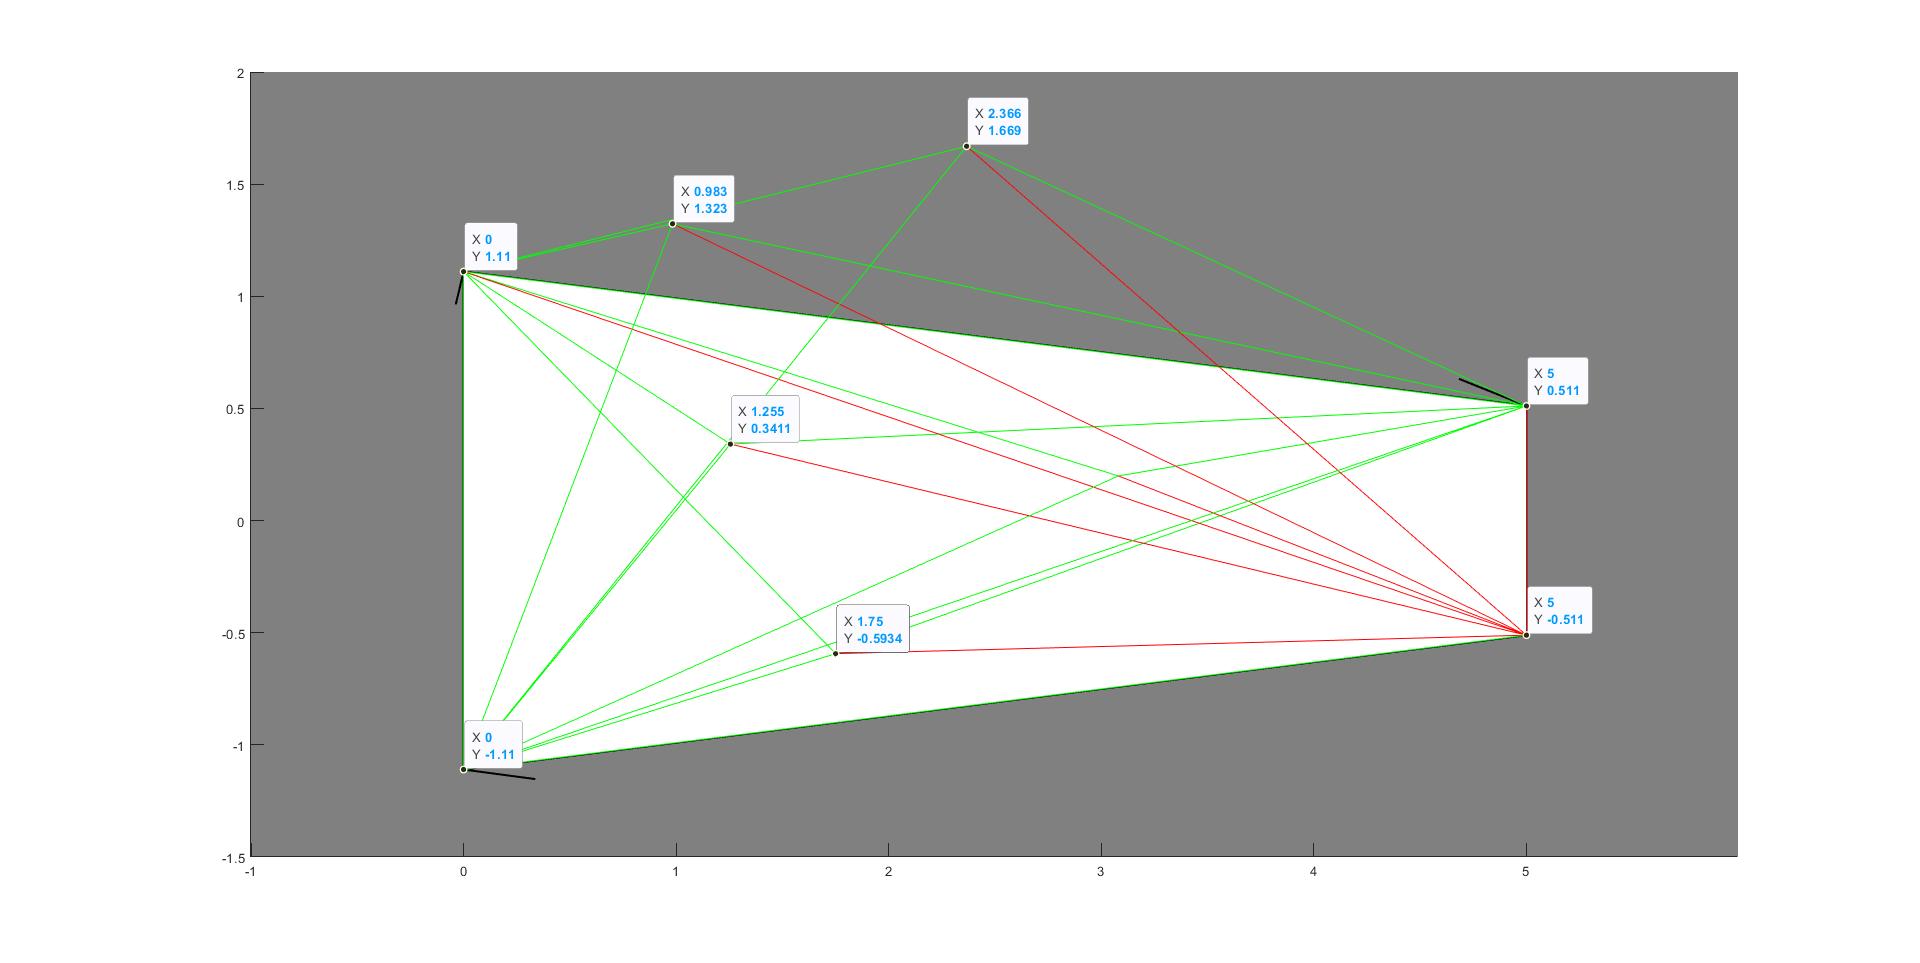 2
X 2.366
Y 1.669
1.5
X 0.983
Y 1.323
X 0
Y 1.11
1
X 5
Y 0.511
0.5
X 1.255
Y 0.3411
0
X 5
Y -0.511
X 1.75
Y -0.5934
-0.5
X 0
Y -1.11
-1
-1.5
-1 0 1 2 3 4 5